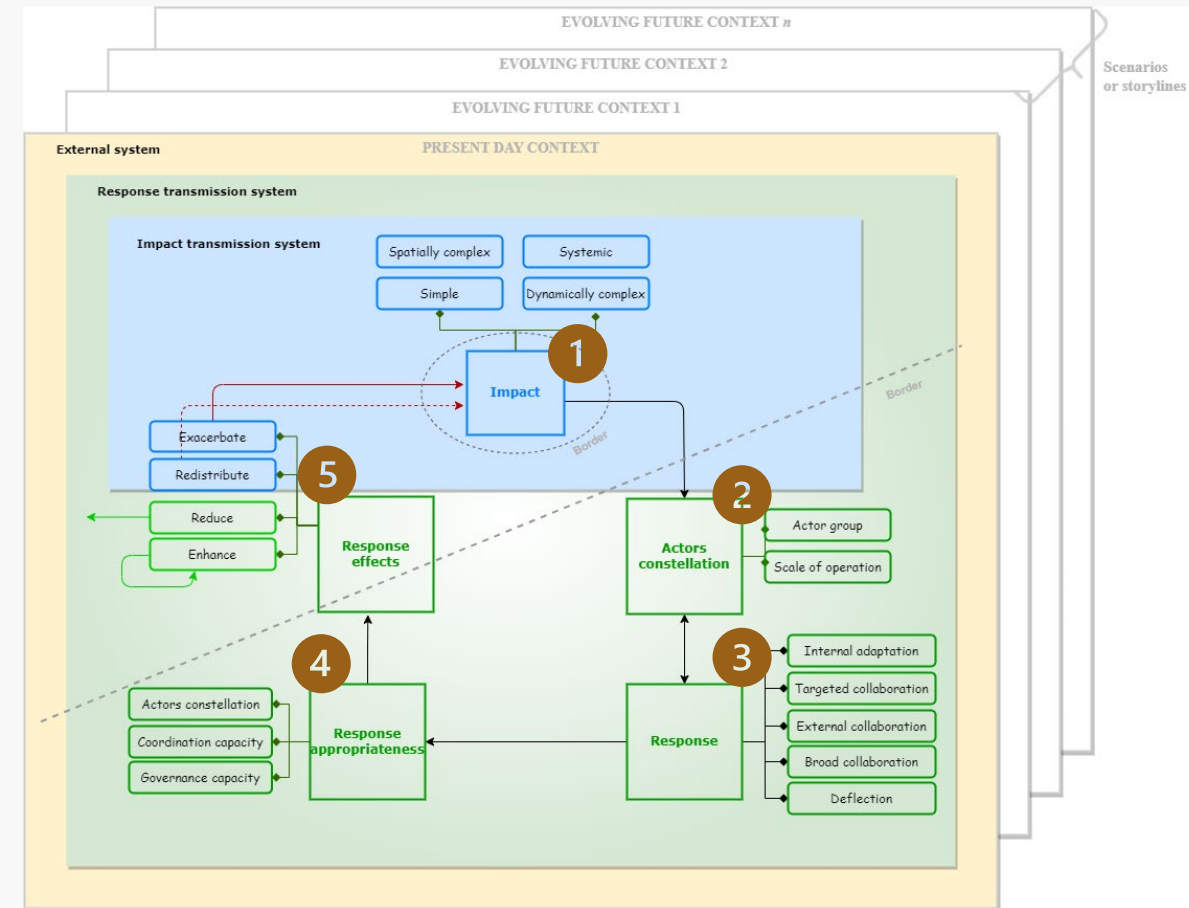 EVOLVING FUTURE CONTEXT n
EVOLVING FUTURE CONTEXT 2
Scenarios
or storylines
EVOLVING FUTURE CONTEXT 1
External system
PRESENT DAY CONTEXT
Response transmission system
Impact transmission system
Spatially complex
Systemic
Simple
Dynamically complex
1
Impact
Border
Border
Exacerbate
Redistribute
Reduce
Enhance
5
Response
effects
2
Actors
constellation
Actor group
Scale of operation
3
Response
Internal adaptation
Targeted collaboration
External collaboration
Broad collaboration
Deflection
4
Response
appropriateness
Actors constellation
Coordination capacity
Governance capacity